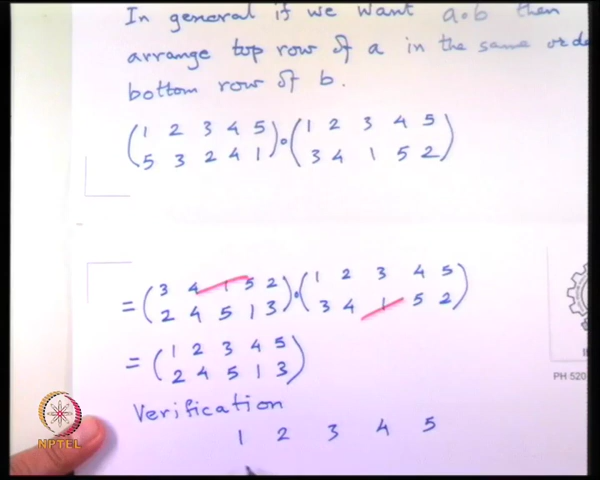 In general if we want a∘b then
arrange top row of a in the same orde
bottom row of b.
(1 2 3 4 5)∘(1 2 3 4 5)
(5 3 2 4 1) (3 4 1 5 2)
=(3 4 1 5 2)∘(1 2 3 4 5)
(2 4 5 1 3) (3 4 1 5 2)
=(1 2 3 4 5)
(2 4 5 1 3)
PH 520
Verification
1 2 3 4 5
NPTEL